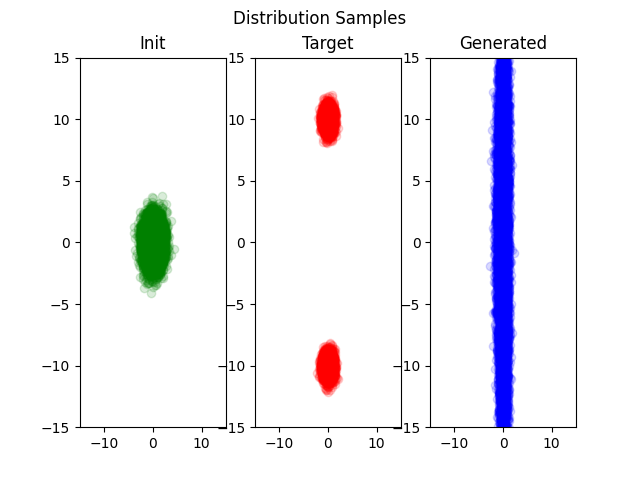 Distribution Samples
Init Target Generated
15 15 15
10 10 10
5 5 5
0 0 0
−5 −5 −5
−10 −10 −10
−15 −15 −15
−10 0 10 −10 0 10 −10 0 10